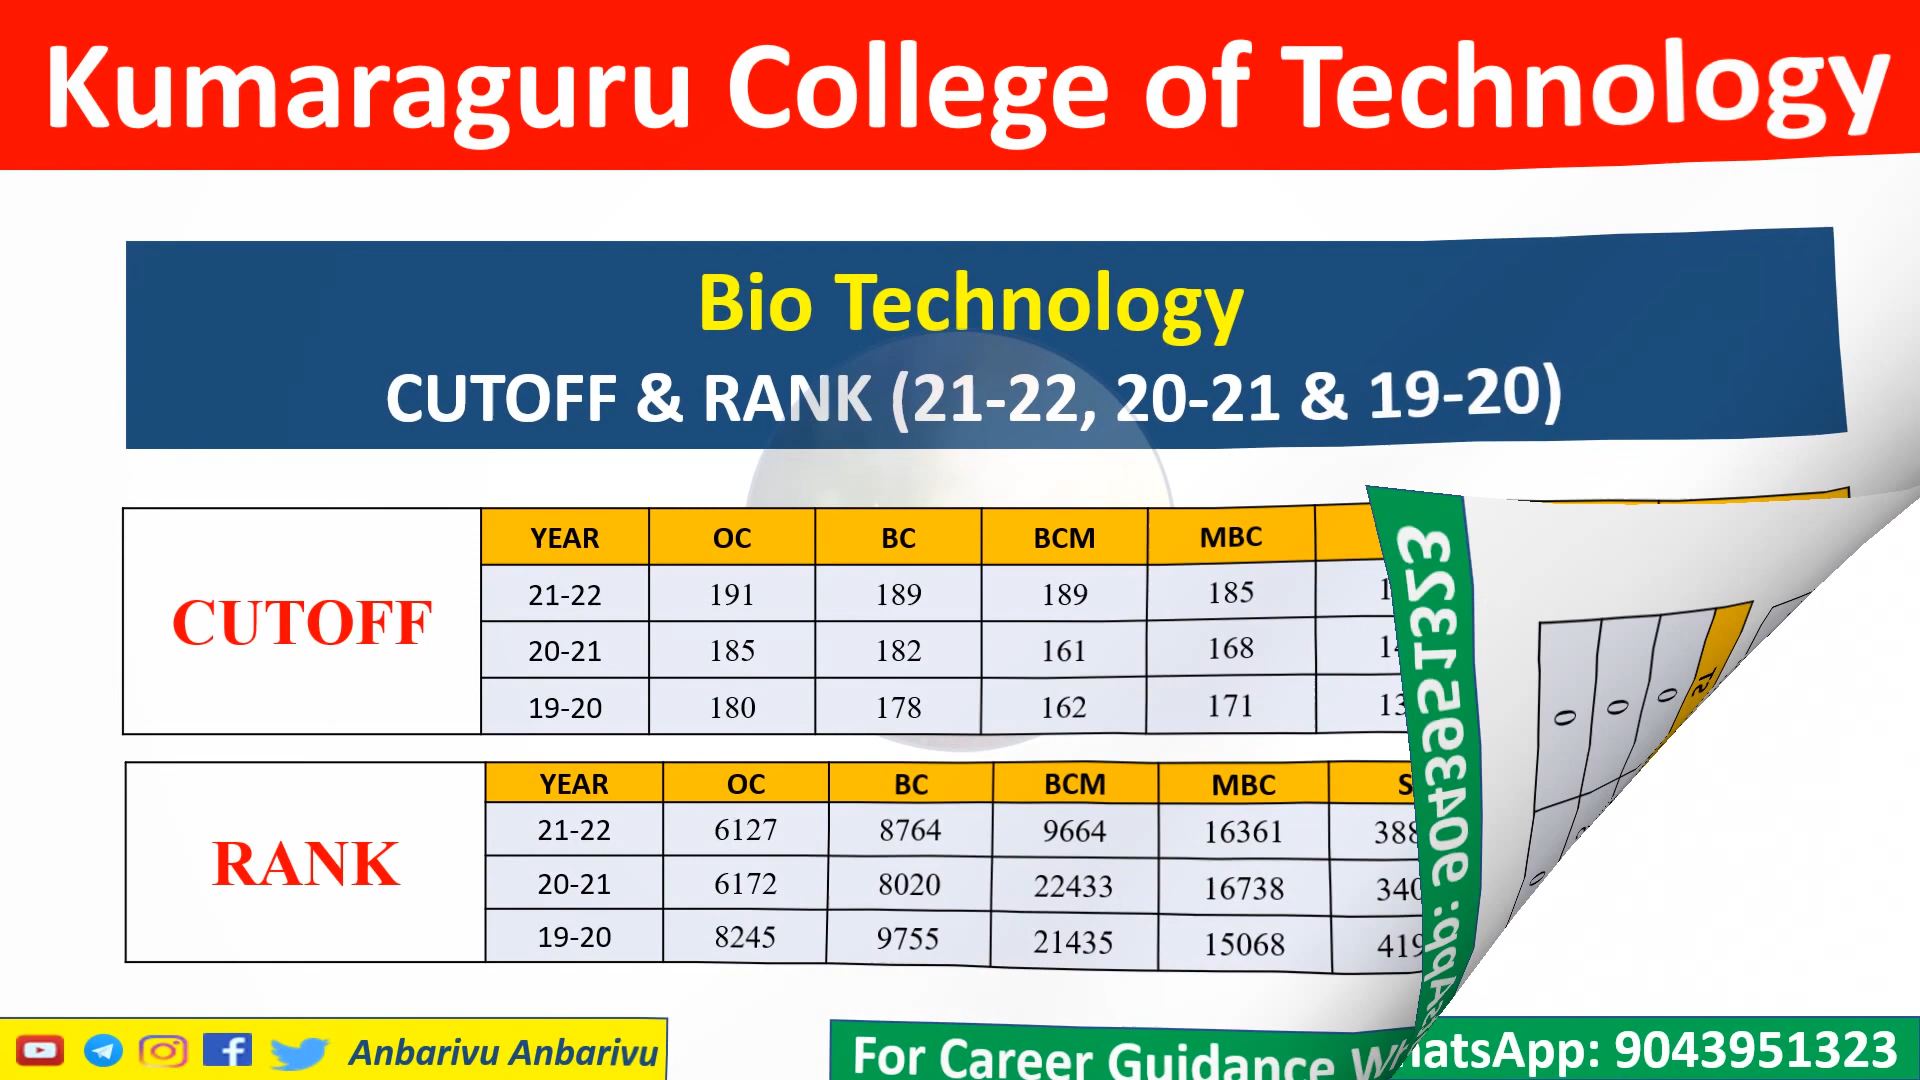 Kumaraguru College of Technology
Bio Technology
CUTOFF & RANK (21-22, 20-21 & 19-20)
CUTOFF
YEAR OC BC BCM MBC
21-22 191 189 189 185
20-21 185 182 161 168
19-20 180 178 162 171
RANK
YEAR OC BC BCM MBC
21-22 6127 8764 9664 16361
20-21 6172 8020 22433 16738
19-20 8245 9755 21435 15068
Anbarivu Anbarivu
For Career Guidance WhatsApp: 9043951323